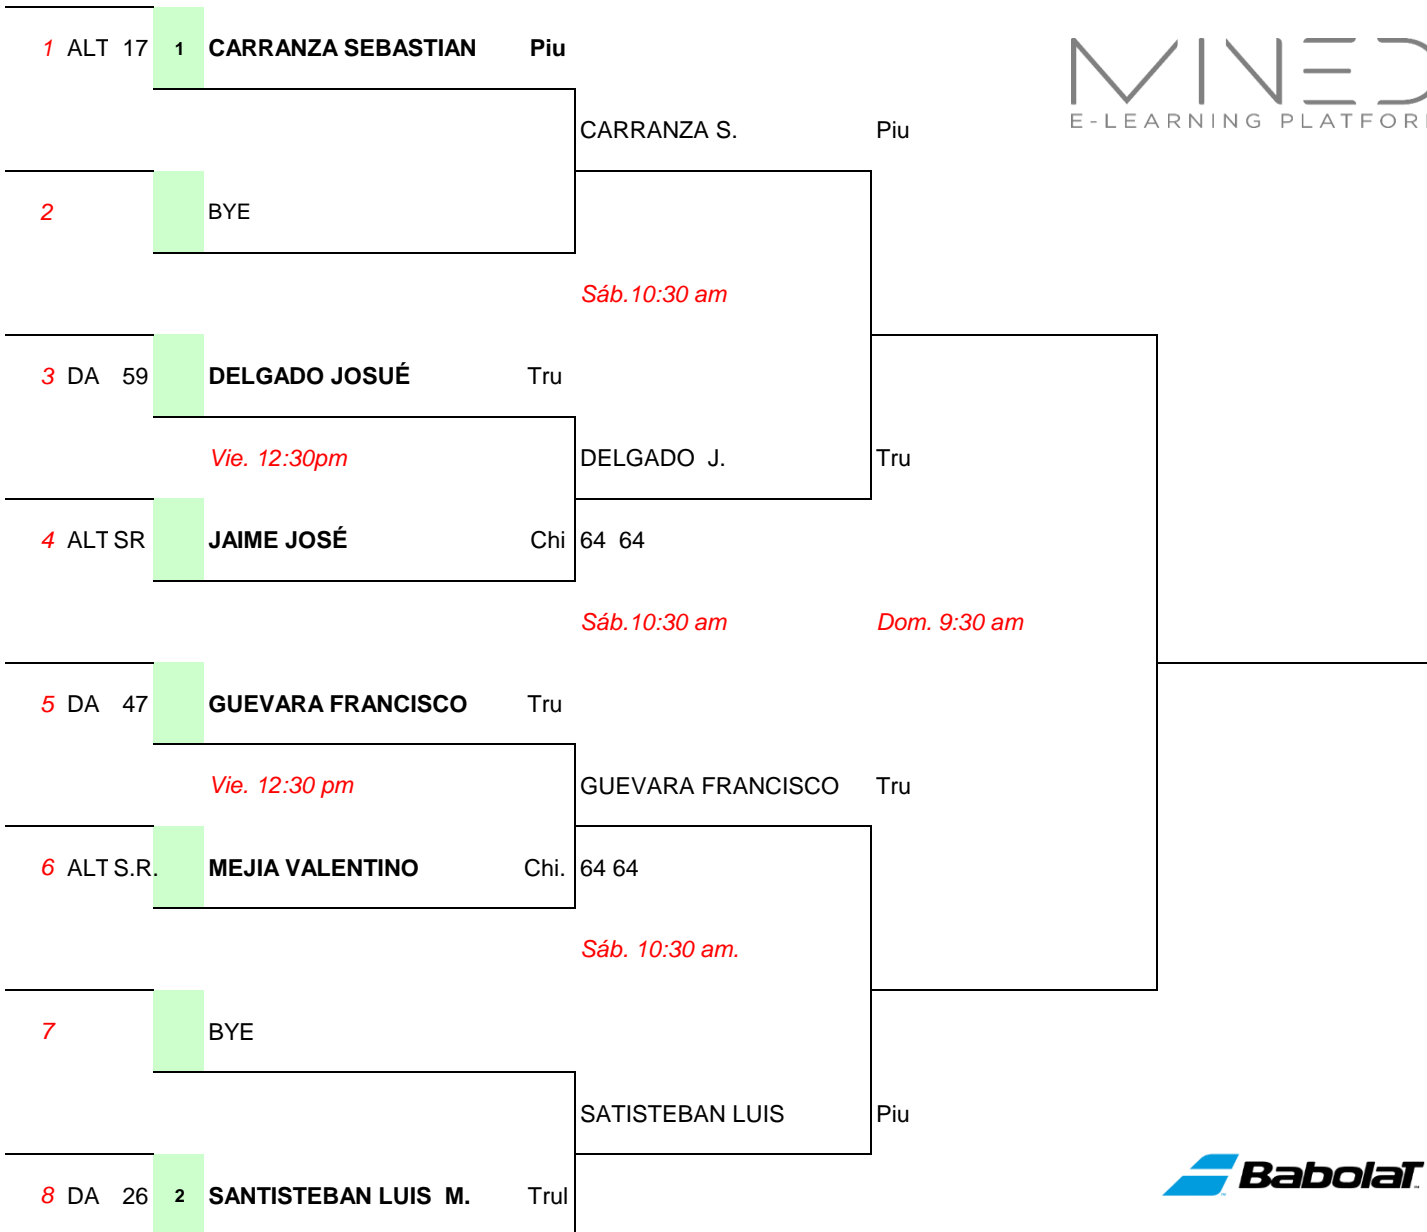 1 ALT 17 1 CARRANZA SEBASTIAN Piu
MINED
E-LEARNING PLATFOR
CARRANZA S. Piu
2 BYE
Sáb.10:30 am
3 DA 59 DELGADO JOSUÉ Tru
Vie. 12:30pm DELGADO J. Tru
4 ALT SR JAIME JOSÉ Chi 64 64
Sáb.10:30 am Dom. 9:30 am
5 DA 47 GUEVARA FRANCISCO Tru
Vie. 12:30 pm GUEVARA FRANCISCO Tru
6 ALT S.R. MEJIA VALENTINO Chi. 64 64
Sáb. 10:30 am.
7 BYE
SATISTEBAN LUIS Piu
8 DA 26 2 SANTISTEBAN LUIS M. Trul
BabolaT